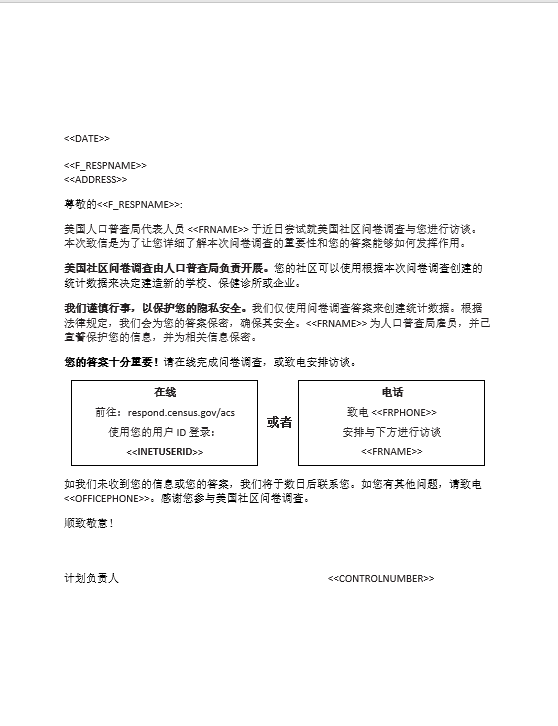 <<DATE>>
<<F_RESPNAME>>
<<ADDRESS>>
尊敬的<<F_RESPNAME>>:
美国人口普查局代表人员 <<FRNAME>> 于近日尝试就美国社区问卷调查与您进行访谈。
本次致信是为了让您详细了解本次问卷调查的重要性和您的答案能够如何发挥作用。
美国社区问卷调查由人口普查局负责开展。您的社区可以使用根据本次问卷调查创建的
统计数据来决定建造新的学校、保健诊所或企业。
我们谨慎行事，以保护您的隐私安全。我们仅使用问卷调查答案来创建统计数据。根据
法律规定，我们会为您的答案保密，确保其安全。<<FRNAME>> 为人口普查局雇员，并已
宣誓保护您的信息，并为相关信息保密。
您的答案十分重要！请在线完成问卷调查，或致电安排访谈。
在线
前往：respond.census.gov/acs
使用您的用户 ID 登录：
<<INETUSERID>>
或者
电话
致电 <<FRPHONE>>
安排与下方进行访谈
<<FRNAME>>
如我们未收到您的信息或您的答案，我们将于数日后联系您。如您有其他问题，请致电
<<OFFICEPHONE>>。感谢您参与美国社区问卷调查。
顺致敬意！
计划负责人 <<CONTROLNUMBER>>